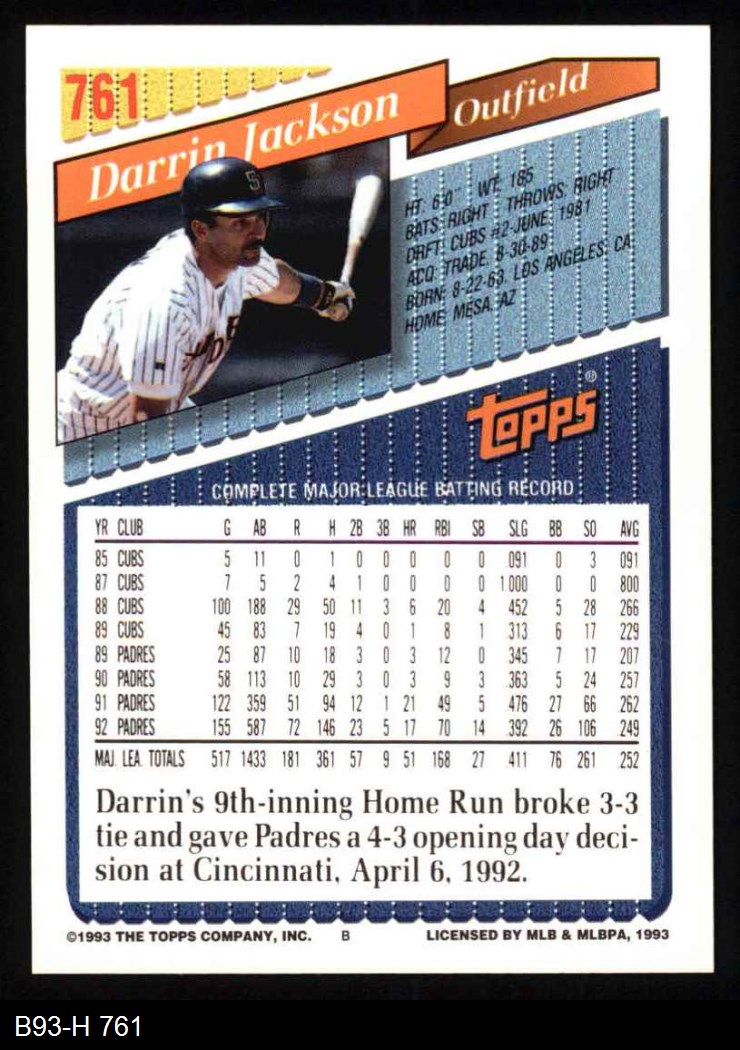 761
Darrin Jackson
Outfield
HT: 6'0" WT: 185
BATS: RIGHT THROWS: RIGHT
DRFT: CUBS #2-JUNE, 1981
ACQ: TRADE, 8-30-89
BORN: 8-22-63, LOS ANGELES, CA
HOME: MESA, AZ
Topps®
COMPLETE MAJOR LEAGUE BATTING RECORD
YR CLUB G AB R H 2B 3B HR RBI SB SLG BB SO AVG
85 CUBS 5 11 0 1 0 0 0 0 0 .091 0 3 .091
87 CUBS 7 5 2 4 1 0 0 0 0 1.000 0 0 .800
88 CUBS 100 188 29 50 11 3 6 20 4 .452 5 28 .266
89 CUBS 45 83 7 19 4 0 1 8 1 .313 6 17 .229
89 PADRES 25 87 10 18 3 0 3 12 0 .345 7 17 .207
90 PADRES 58 113 10 29 3 0 3 9 3 .363 5 24 .257
91 PADRES 122 359 51 94 12 1 21 49 5 .476 27 66 .262
92 PADRES 155 587 72 146 23 5 17 70 14 .392 26 106 .249
MAJ. LEA. TOTALS 517 1433 181 361 57 9 51 168 27 .411 76 261 .252
Darrin's 9th-inning Home Run broke 3-3
tie and gave Padres a 4-3 opening day deci-
sion at Cincinnati, April 6, 1992.
©1993 THE TOPPS COMPANY, INC. B LICENSED BY MLB & MLBPA, 1993
B93-H 761